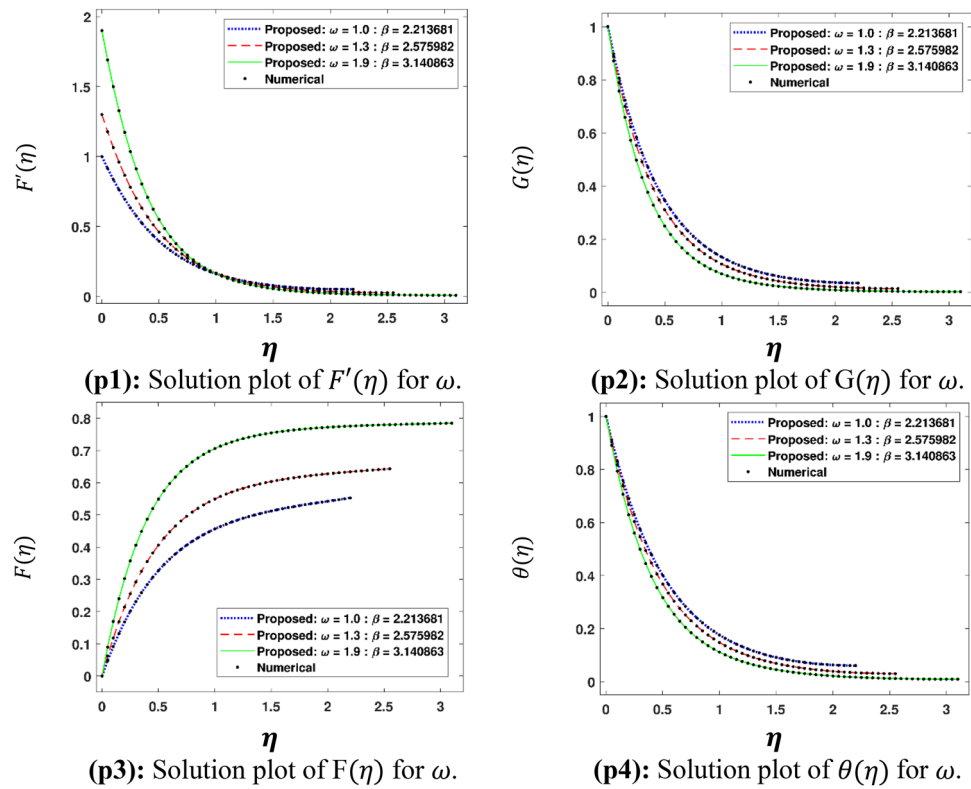 2
1.5
1
0.5
0
F′(η)
Proposed: ω = 1.0 : β = 2.213681
Proposed: ω = 1.3 : β = 2.575982
Proposed: ω = 1.9 : β = 3.140863
Numerical
0 0.5 1 1.5 2 2.5 3
η
(p1): Solution plot of F′(η) for ω.
1
0.8
0.6
0.4
0.2
0
G(η)
Proposed: ω = 1.0 : β = 2.213681
Proposed: ω = 1.3 : β = 2.575982
Proposed: ω = 1.9 : β = 3.140863
Numerical
0 0.5 1 1.5 2 2.5 3
η
(p2): Solution plot of G(η) for ω.
0.8
0.7
0.6
0.5
0.4
0.3
0.2
0.1
0
F(η)
Proposed: ω = 1.0 : β = 2.213681
Proposed: ω = 1.3 : β = 2.575982
Proposed: ω = 1.9 : β = 3.140863
Numerical
0 0.5 1 1.5 2 2.5 3
η
(p3): Solution plot of F(η) for ω.
1
0.8
0.6
0.4
0.2
0
θ(η)
Proposed: ω = 1.0 : β = 2.213681
Proposed: ω = 1.3 : β = 2.575982
Proposed: ω = 1.9 : β = 3.140863
Numerical
0 0.5 1 1.5 2 2.5 3
η
(p4): Solution plot of θ(η) for ω.